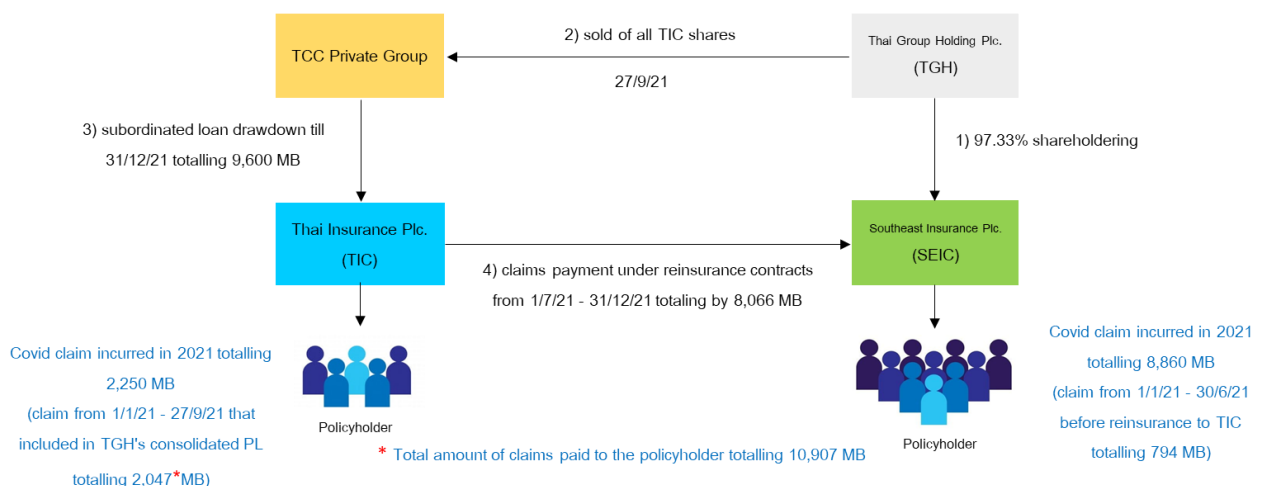 2) sold of all TIC shares
27/9/21
TCC Private Group
Thai Group Holding Plc.
(TGH)
3) subordinated loan drawdown till
31/12/21 totalling 9,600 MB
1) 97.33% shareholdering
Thai Insurance Plc.
(TIC)
Southeast Insurance Plc.
(SEIC)
4) claims payment under reinsurance contracts
from 1/7/21 - 31/12/21 totaling by 8,066 MB
Covid claim incurred in 2021 totalling
2,250 MB
(claim from 1/1/21 - 27/9/21 that
included in TGH's consolidated PL
totalling 2,047*MB)
Policyholder
* Total amount of claims paid to the policyholder totalling 10,907 MB
Policyholder
Covid claim incurred in 2021
totalling 8,860 MB
(claim from 1/1/21 - 30/6/21
before reinsurance to TIC
totalling 794 MB)